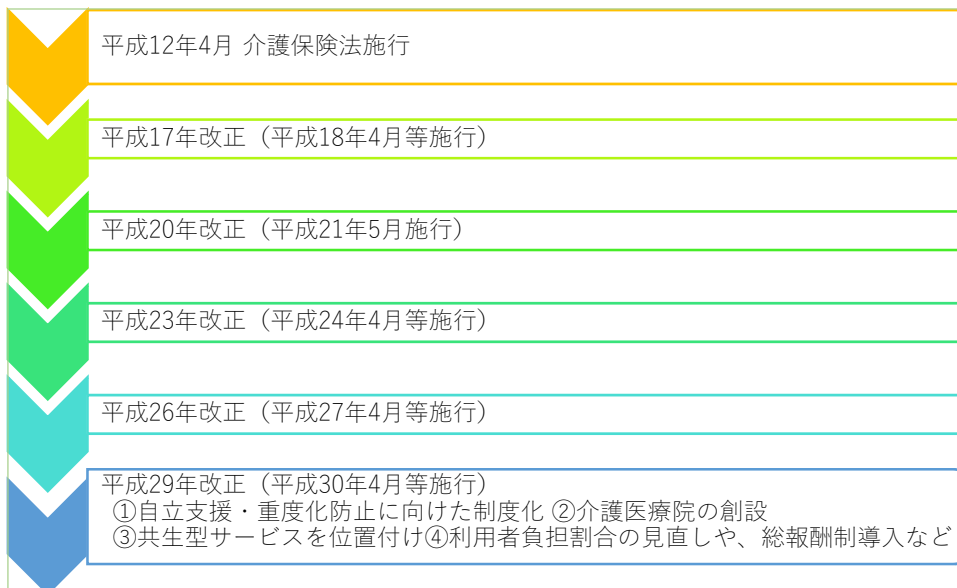 平成12年4月 介護保険法施行
平成17年改正（平成18年4月等施行）
平成20年改正（平成21年5月施行）
平成23年改正（平成24年4月等施行）
平成26年改正（平成27年4月等施行）
平成29年改正（平成30年4月等施行）
①自立支援・重度化防止に向けた制度化 ②介護医療院の創設
③共生型サービスを位置付け④利用者負担割合の見直しや、総報酬制導入など